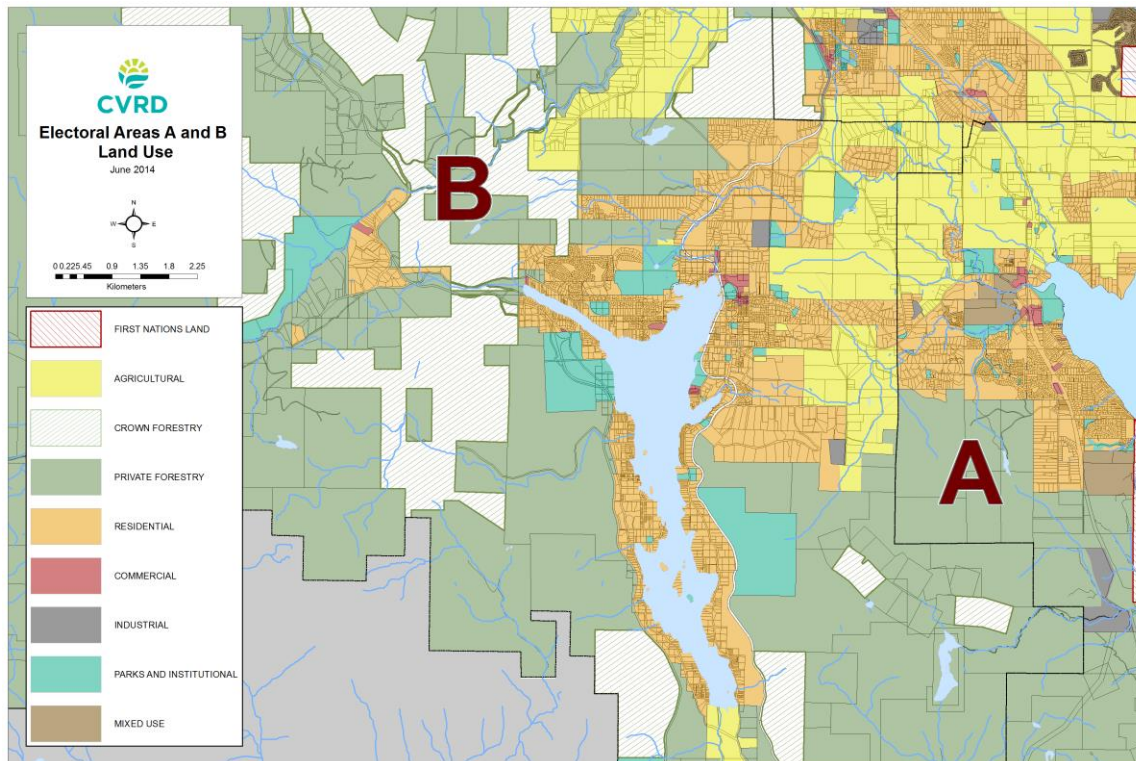 CVRD
Electoral Areas A and B
Land Use
June 2014
N
W E
S
0 0.225.45 0.9 1.35 1.8 2.25
Kilometers
FIRST NATIONS LAND
AGRICULTURAL
CROWN FORESTRY
PRIVATE FORESTRY
RESIDENTIAL
COMMERCIAL
INDUSTRIAL
PARKS AND INSTITUTIONAL
MIXED USE
B
A